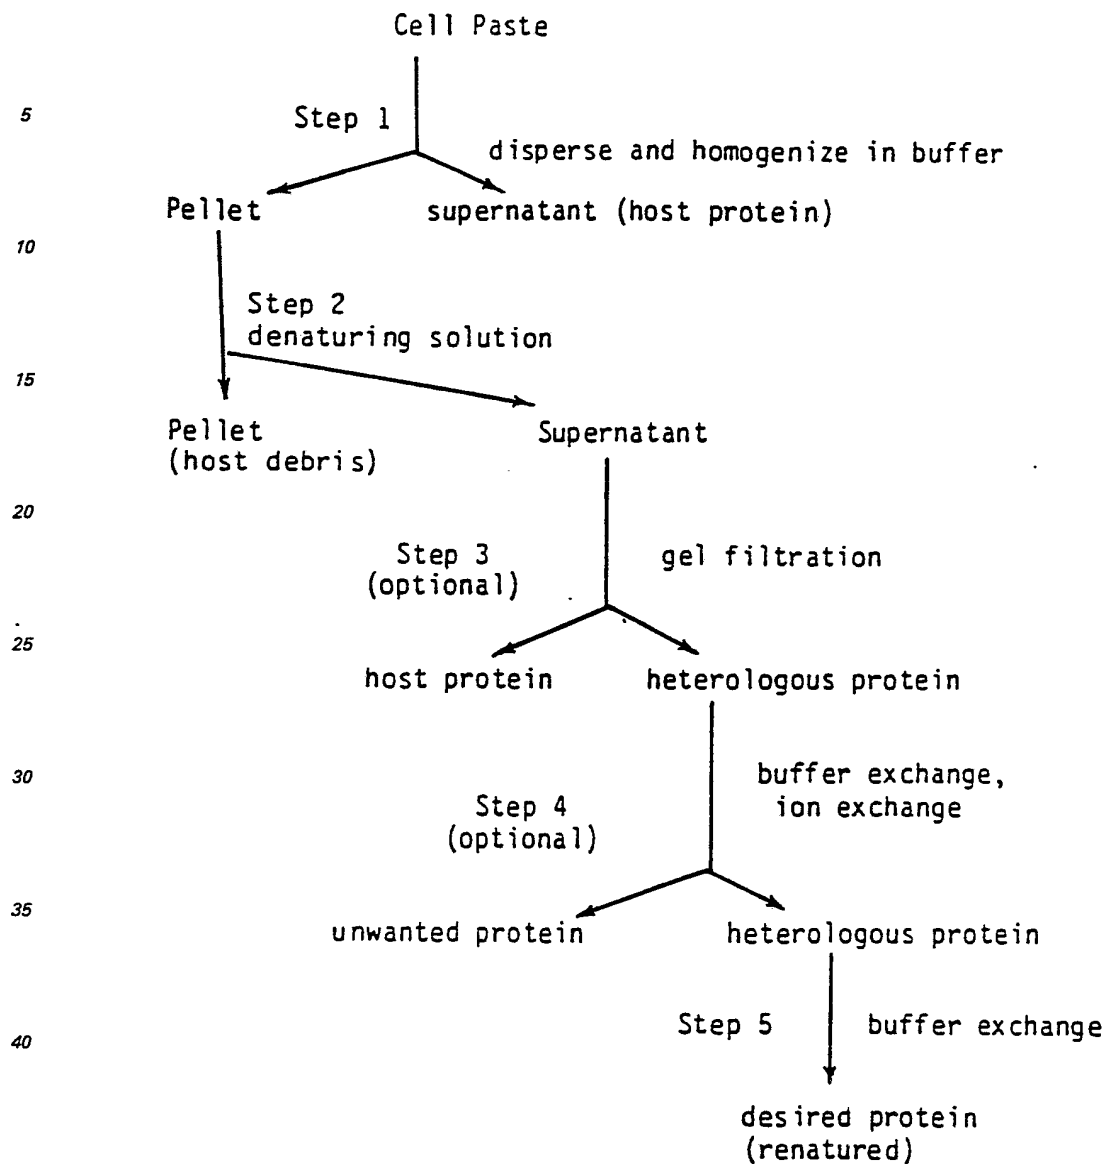 Cell Paste
5
Step 1
disperse and homogenize in buffer
Pellet
supernatant (host protein)
10
Step 2
denaturing solution
15
Pellet
(host debris)
Supernatant
20
Step 3
(optional)
gel filtration
25
host protein
heterologous protein
30
buffer exchange,
ion exchange
Step 4
(optional)
35
unwanted protein
heterologous protein
Step 5
buffer exchange
40
desired protein
(renatured)